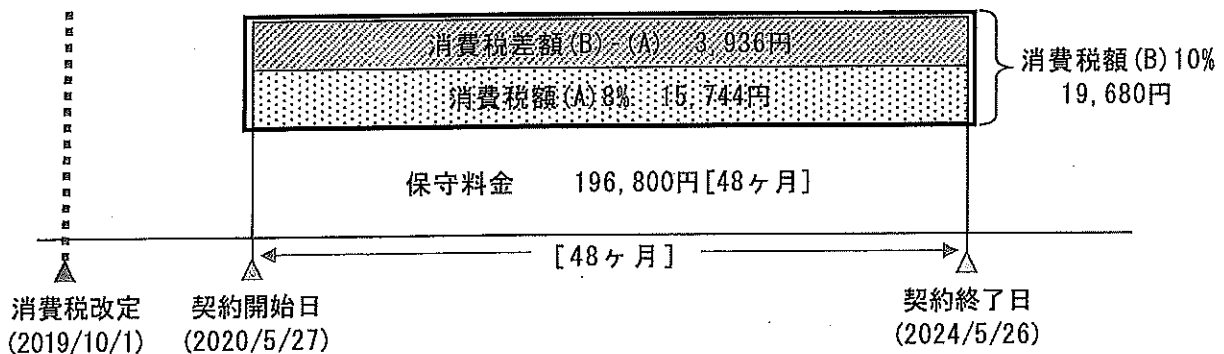 消費税差額(B)-(A) 3,936円
消費税額(A)8% 15,744円
消費税額(B)10%
19,680円
保守料金 196,800円[48ヶ月]
[48ヶ月]
消費税改定
(2019/10/1)
契約開始日
(2020/5/27)
契約終了日
(2024/5/26)